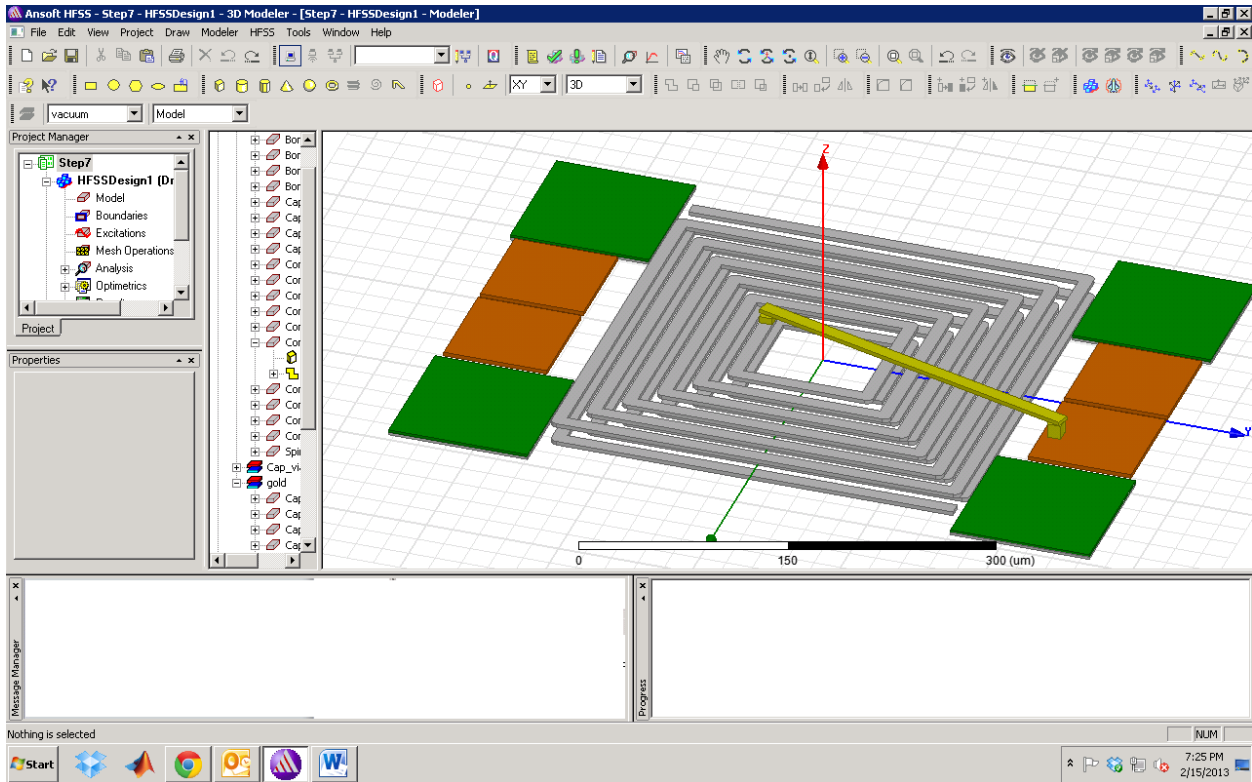 Ansoft HFSS - Step7 - HFSSDesign1 - 3D Modeler - [Step7 - HFSSDesign1 - Modeler]
File Edit View Project Draw Modeler HFSS Tools Window Help
XY 3D
vacuum Model
Project Manager
Step7
HFSSDesign1 (Dr
Model
Boundaries
Excitations
Mesh Operations
Analysis
Optimetrics
Project
Properties
Bor
Bor
Bor
Bor
Cap
Cap
Cap
Cap
Cor
Cor
Cor
Cor
Cor
Cor
Cor
Cor
Cor
Cor
Spi
Cap_vi
gold
Cap
Cap
Cap
Cap
Z
Y
0 150 300 (um)
Message Manager
Progress
Nothing is selected
NUM
Start
7:25 PM
2/15/2013